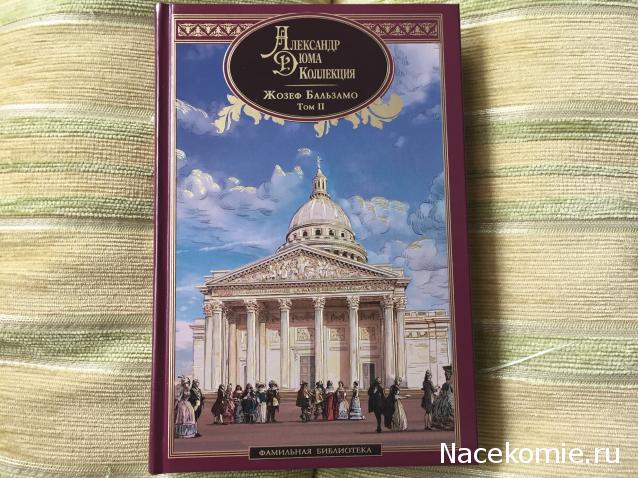 Александр
Дюма
Коллекция
Жозеф Бальзамо
Том II
Фамильная библиотека
Nacekomie.ru